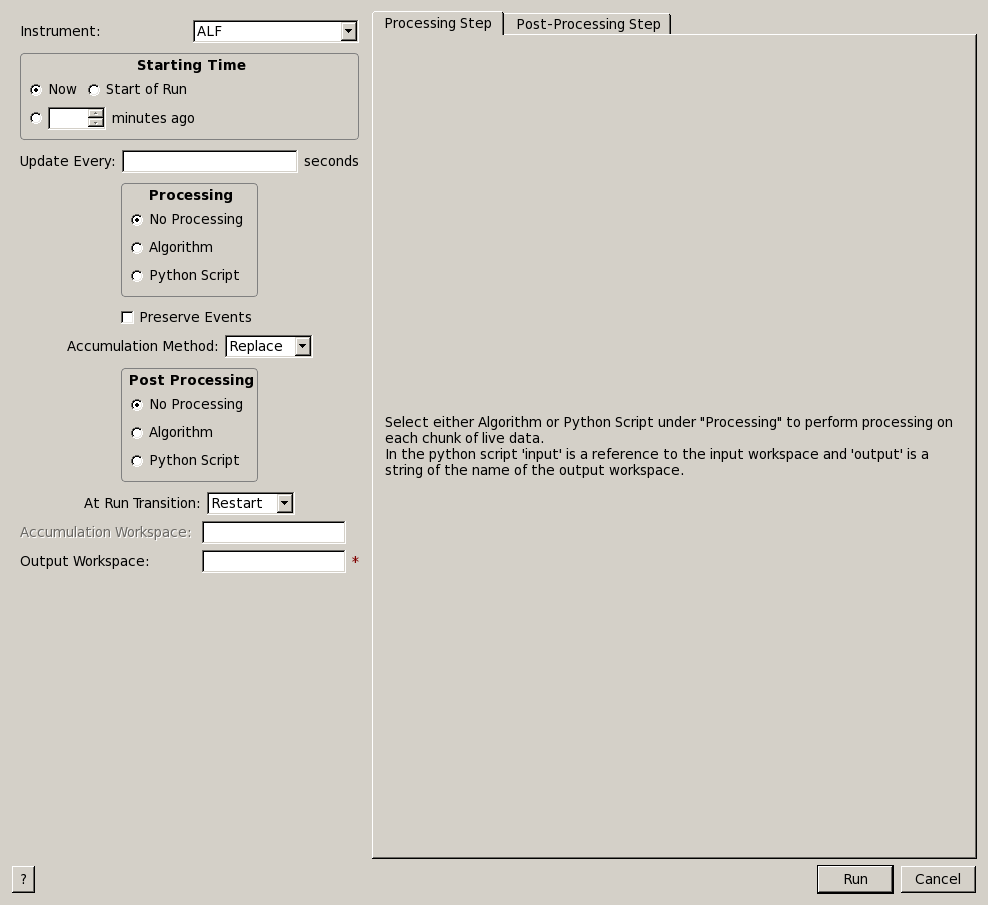 Instrument: ALF
Starting Time
Now Start of Run
minutes ago
Update Every: seconds
Processing
No Processing
Algorithm
Python Script
Preserve Events
Accumulation Method: Replace
Post Processing
No Processing
Algorithm
Python Script
At Run Transition: Restart
Accumulation Workspace:
Output Workspace: *
Processing Step Post-Processing Step
Select either Algorithm or Python Script under "Processing" to perform processing on
each chunk of live data.
In the python script 'input' is a reference to the input workspace and 'output' is a
string of the name of the output workspace.
? Run Cancel